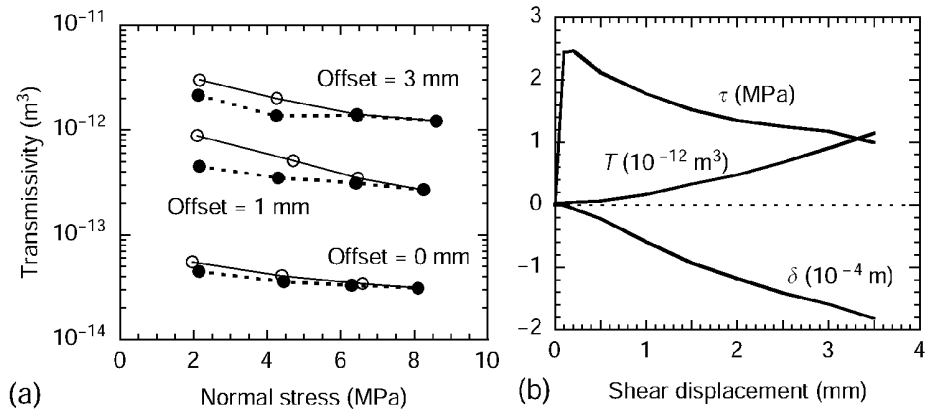 10⁻¹¹
10⁻¹²
10⁻¹³
10⁻¹⁴
Transmissivity (m³)
Offset = 3 mm
Offset = 1 mm
Offset = 0 mm
0 2 4 6 8 10
(a) Normal stress (MPa)
3
2
1
0
-1
-2
τ (MPa)
T (10⁻¹² m³)
δ (10⁻⁴ m)
0 1 2 3 4
(b) Shear displacement (mm)